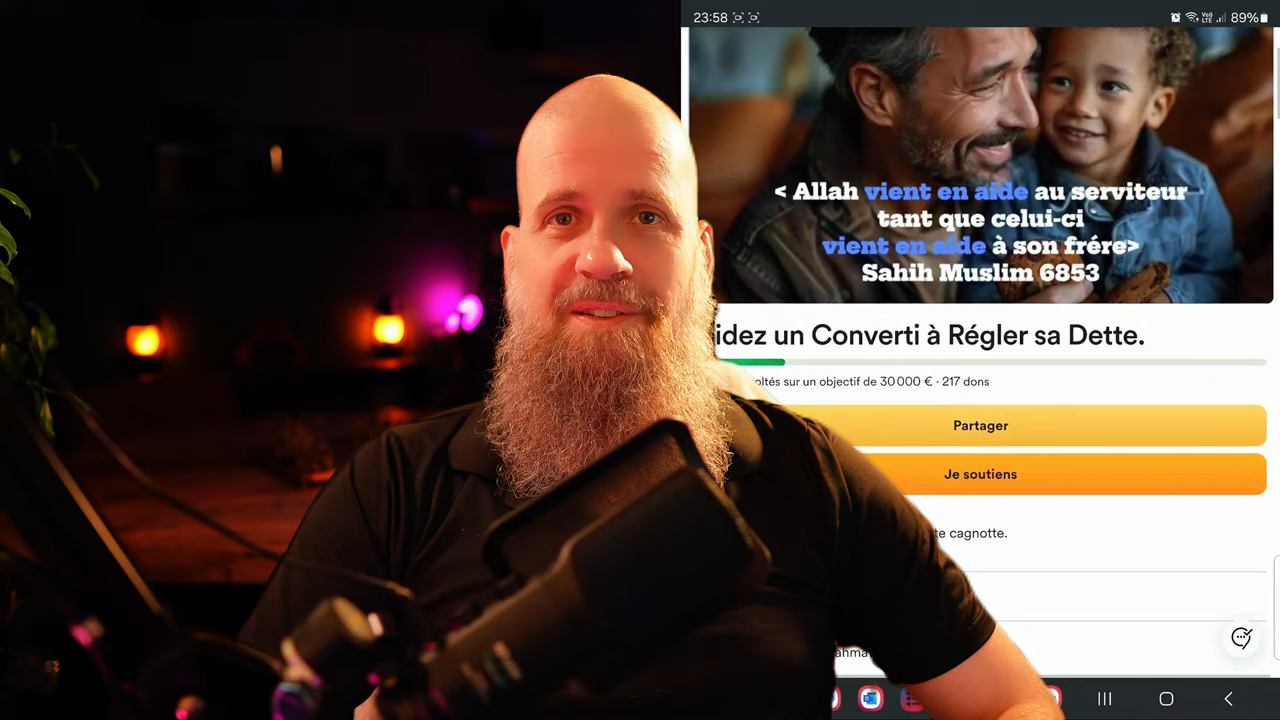 23:58
VoB LTE 89%
< Allah vient en aide au serviteur
tant que celui-ci
vient en aide à son frére>
Sahih Muslim 6853
idez un Converti à Régler sa Dette.
oltés sur un objectif de 30 000 € · 217 dons
Partager
Je soutiens
te cagnotte.